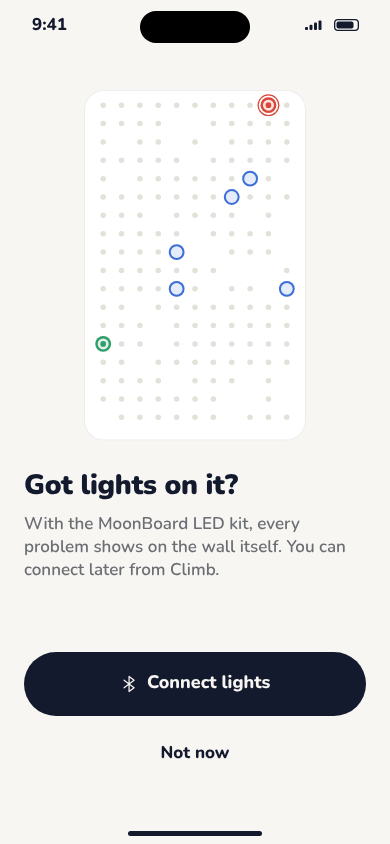 9:41
Got lights on it?
With the MoonBoard LED kit, every
problem shows on the wall itself. You can
connect later from Climb.
Connect lights
Not now